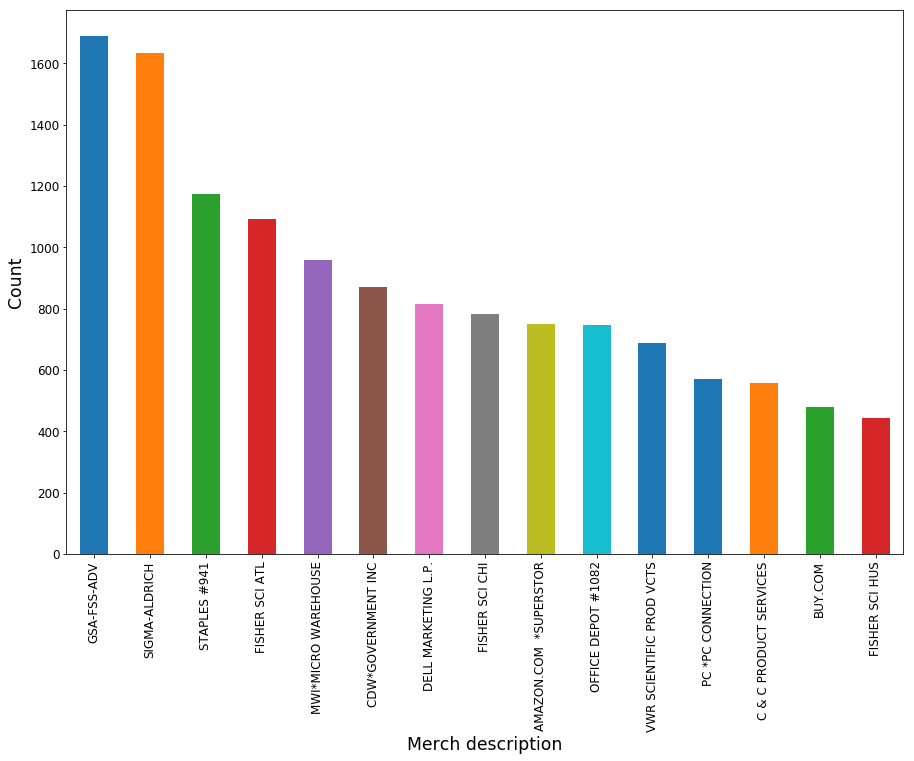 1600
1400
1200
1000
800
600
400
200
0
Count
GSA-FSS-ADV
SIGMA-ALDRICH
STAPLES #941
FISHER SCI ATL
MWI*MICRO WAREHOUSE
CDW*GOVERNMENT INC
DELL MARKETING L.P.
FISHER SCI CHI
AMAZON.COM  *SUPERSTOR
OFFICE DEPOT #1082
VWR SCIENTIFIC PROD VCTS
PC *PC CONNECTION
C & C PRODUCT SERVICES
BUY.COM
FISHER SCI HUS
Merch description